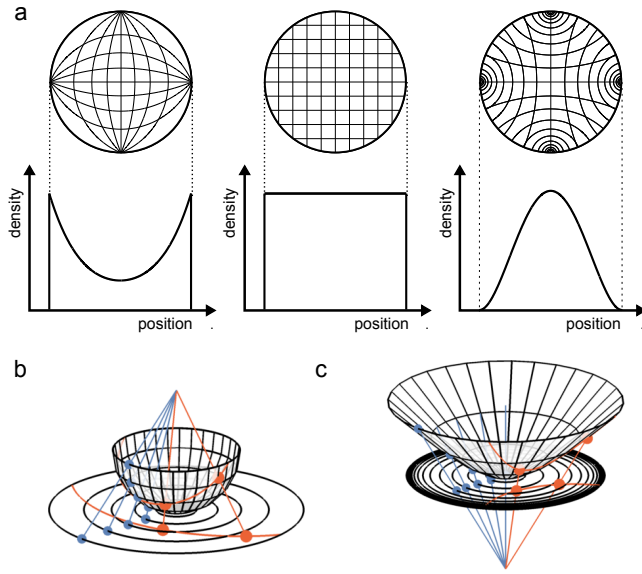 a
density
density
density
position .
position .
position .
b
c